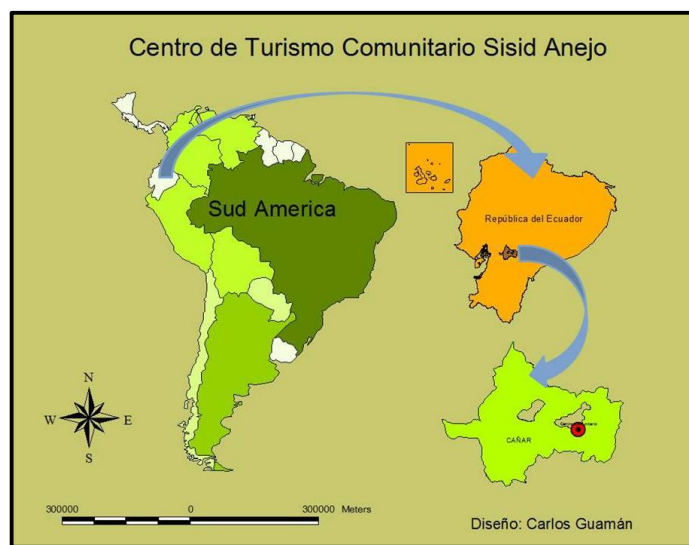 Centro de Turismo Comunitario Sisid Anejo
Sud America
República del Ecuador
N
W E
S
CAÑAR
300000 0 300000 Meters
Diseño: Carlos Guamán